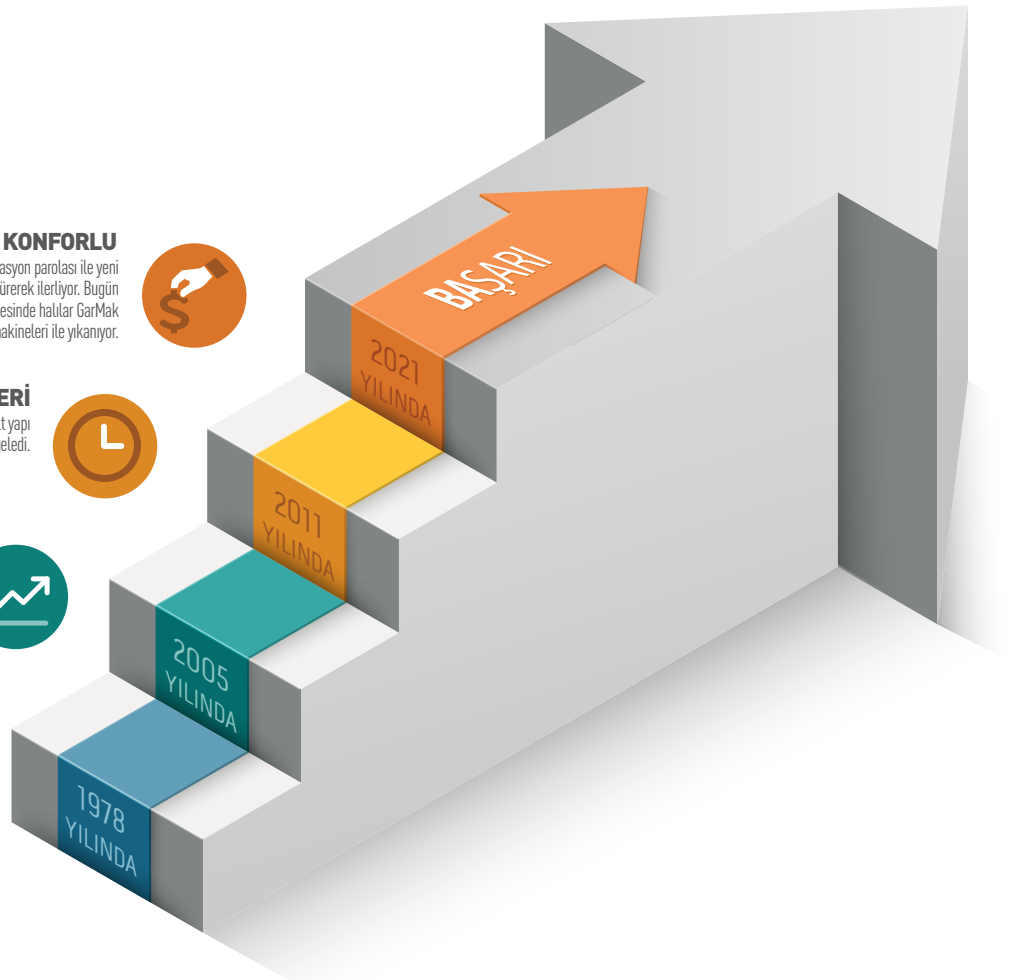 KONFORLU
asyon parolası ile yeni
ürerek ilerliyor. Bugün
esinde halılar GarMak
akineleri ile yıkanıyor.
ERİ
t yapı
eledi.
BAŞARI
2021
YILINDA
2011
YILINDA
2005
YILINDA
1978
YILINDA